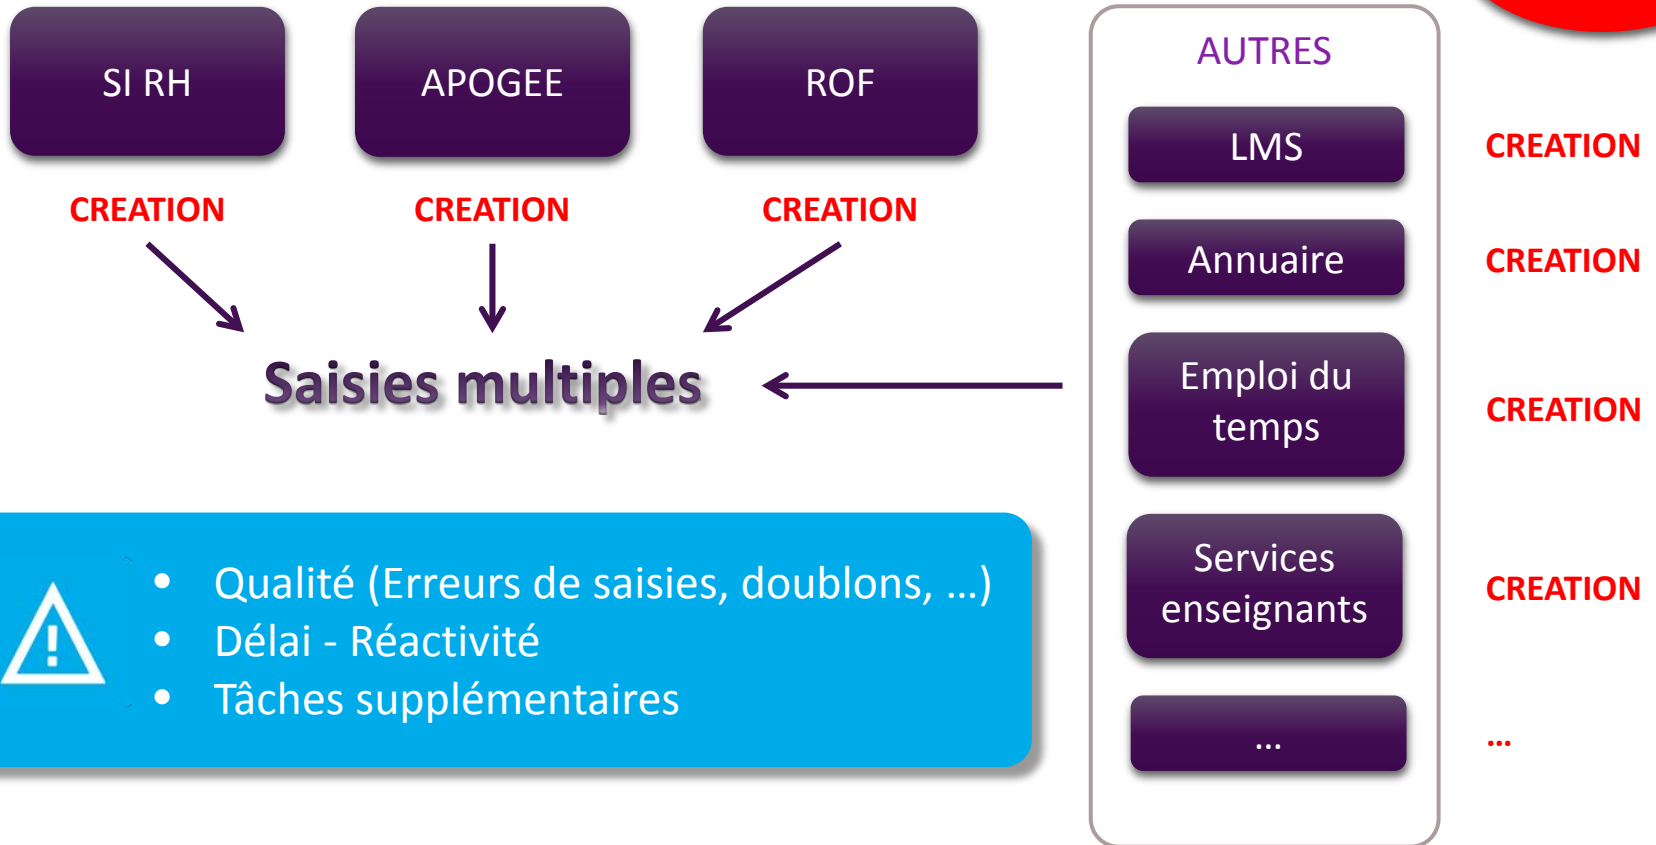 SI RH
APOGEE
ROF
CREATION
CREATION
CREATION
Saisies multiples
• Qualité (Erreurs de saisies, doublons, ...)
• Délai - Réactivité
• Tâches supplémentaires
AUTRES
LMS
CREATION
Annuaire
CREATION
Emploi du
temps
CREATION
Services
enseignants
CREATION
...
...